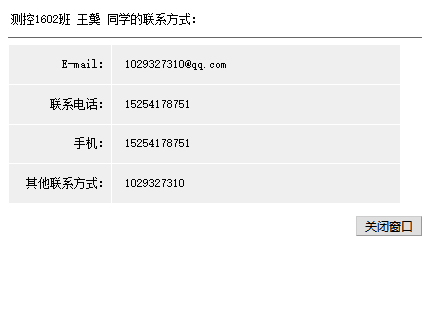 测控1602班 王龑 同学的联系方式：
E-mail： 1029327310@qq.com
联系电话： 15254178751
手机： 15254178751
其他联系方式： 1029327310
关闭窗口